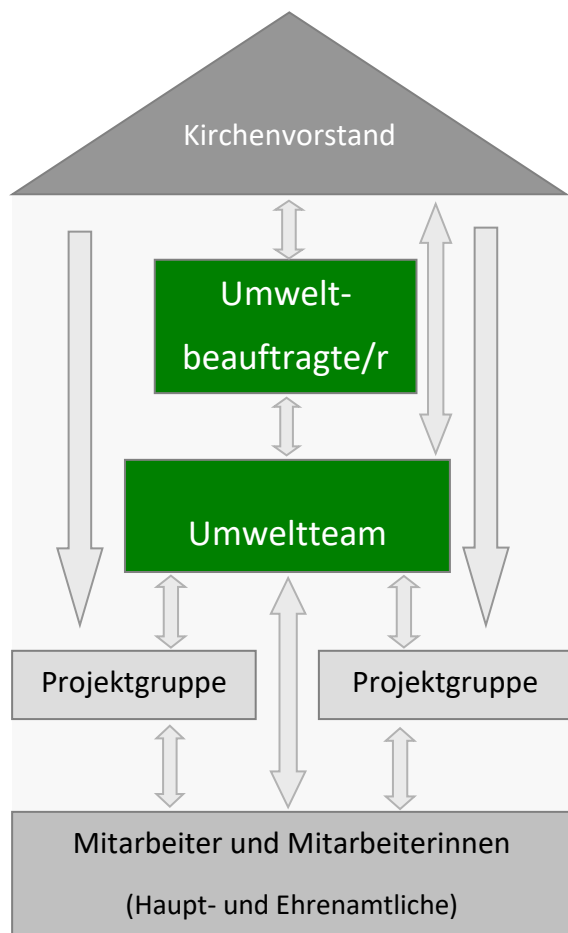 Kirchenvorstand
Umwelt-
beauftragte/r
Umweltteam
Projektgruppe
Projektgruppe
Mitarbeiter und Mitarbeiterinnen
(Haupt- und Ehrenamtliche)